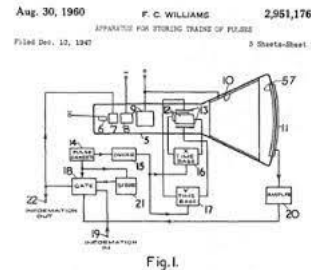 Aug. 30, 1960 F. C. WILLIAMS 2,951,176
APPARATUS FOR STORING TRAINS OF PULSES
Filed Dec. 10, 1947 3 Sheets-Sheet
10 57
6 7 8 9 5 12 13 11
14 PULSE DIVIDER 15
X TIME BASE 16
18 GATE 21
Y TIME BASE 17
AMPLIFIER 20
22 INFORMATION OUT
19 INFORMATION IN
Fig.1.